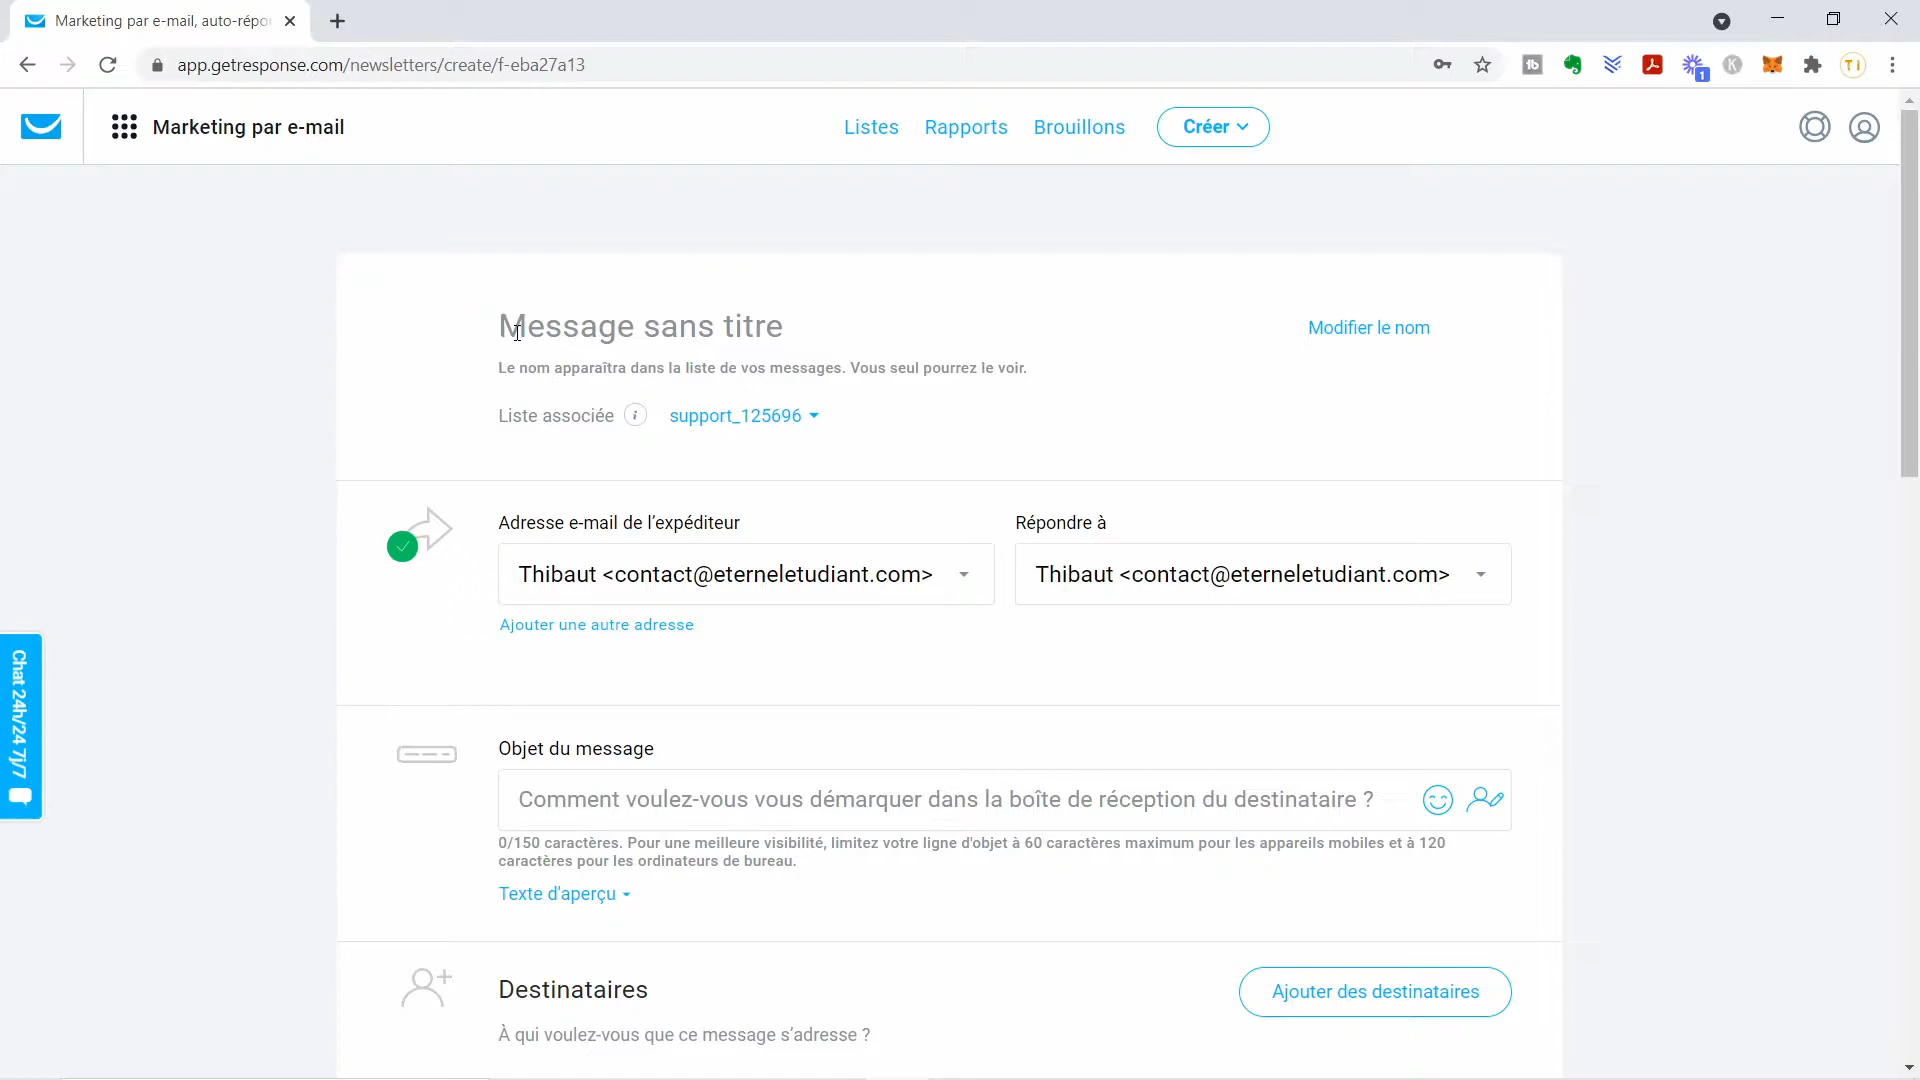 Marketing par e-mail, auto-répo
app.getresponse.com/newsletters/create/f-eba27a13
1
K
T I
Marketing par e-mail
Listes
Rapports
Brouillons
Créer
Message sans titre
Modifier le nom
Le nom apparaîtra dans la liste de vos messages. Vous seul pourrez le voir.
Liste associée
i
support_125696
Adresse e-mail de l'expéditeur
Répondre à
Thibaut <contact@eterneletudiant.com>
Thibaut <contact@eterneletudiant.com>
Ajouter une autre adresse
Chat 24h/24 7j/7
Objet du message
Comment voulez-vous vous démarquer dans la boîte de réception du destinataire ?
0/150 caractères. Pour une meilleure visibilité, limitez votre ligne d'objet à 60 caractères maximum pour les appareils mobiles et à 120
caractères pour les ordinateurs de bureau.
Texte d'aperçu
Destinataires
Ajouter des destinataires
À qui voulez-vous que ce message s'adresse ?